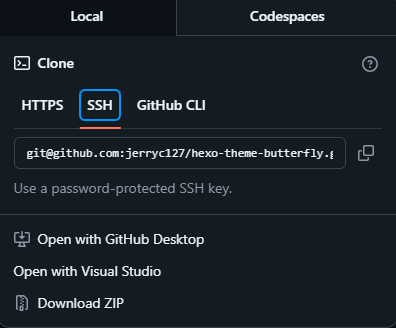 Local Codespaces
Clone
HTTPS SSH GitHub CLI
git@github.com:jerryc127/hexo-theme-butterfly.g
Use a password-protected SSH key.
Open with GitHub Desktop
Open with Visual Studio
Download ZIP